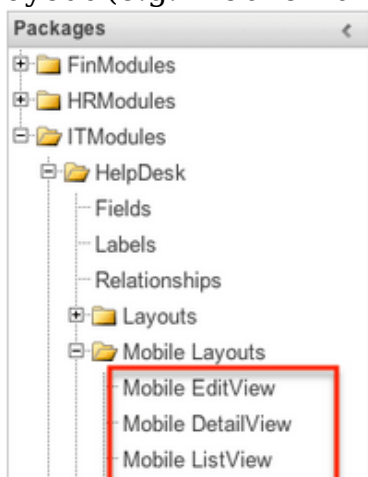 Packages
FinModules
HRModules
ITModules
HelpDesk
Fields
Labels
Relationships
Layouts
Mobile Layouts
Mobile EditView
Mobile DetailView
Mobile ListView